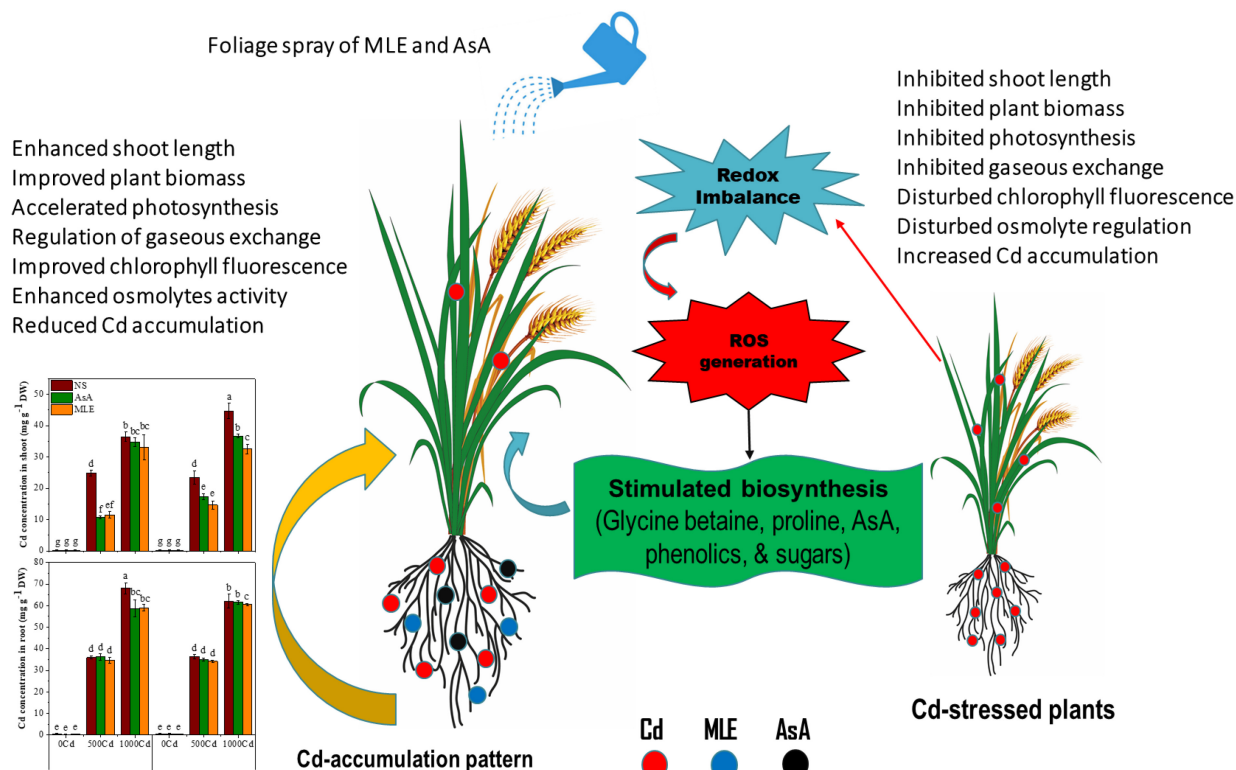 Foliage spray of MLE and AsA
Enhanced shoot length
Improved plant biomass
Accelerated photosynthesis
Regulation of gaseous exchange
Improved chlorophyll fluorescence
Enhanced osmolytes activity
Reduced Cd accumulation
Redox
Imbalance
ROS
generation
Stimulated biosynthesis
(Glycine betaine, proline, AsA,
phenolics, & sugars)
Inhibited shoot length
Inhibited plant biomass
Inhibited photosynthesis
Inhibited gaseous exchange
Disturbed chlorophyll fluorescence
Disturbed osmolyte regulation
Increased Cd accumulation
Cd concentration in shoot (mg g-1 DW)
50
40
30
20
10
0
NS
AsA
MLE
g g g d f ef b bc bc g g g d e e a b c
Cd concentration in root (mg g-1 DW)
80
70
60
50
40
30
20
10
0
e e e d d d a bc bc e e e d d d b b c
0Cd 500Cd 1000Cd 0Cd 500Cd 1000Cd
Cd-accumulation pattern
Cd MLE AsA
Cd-stressed plants